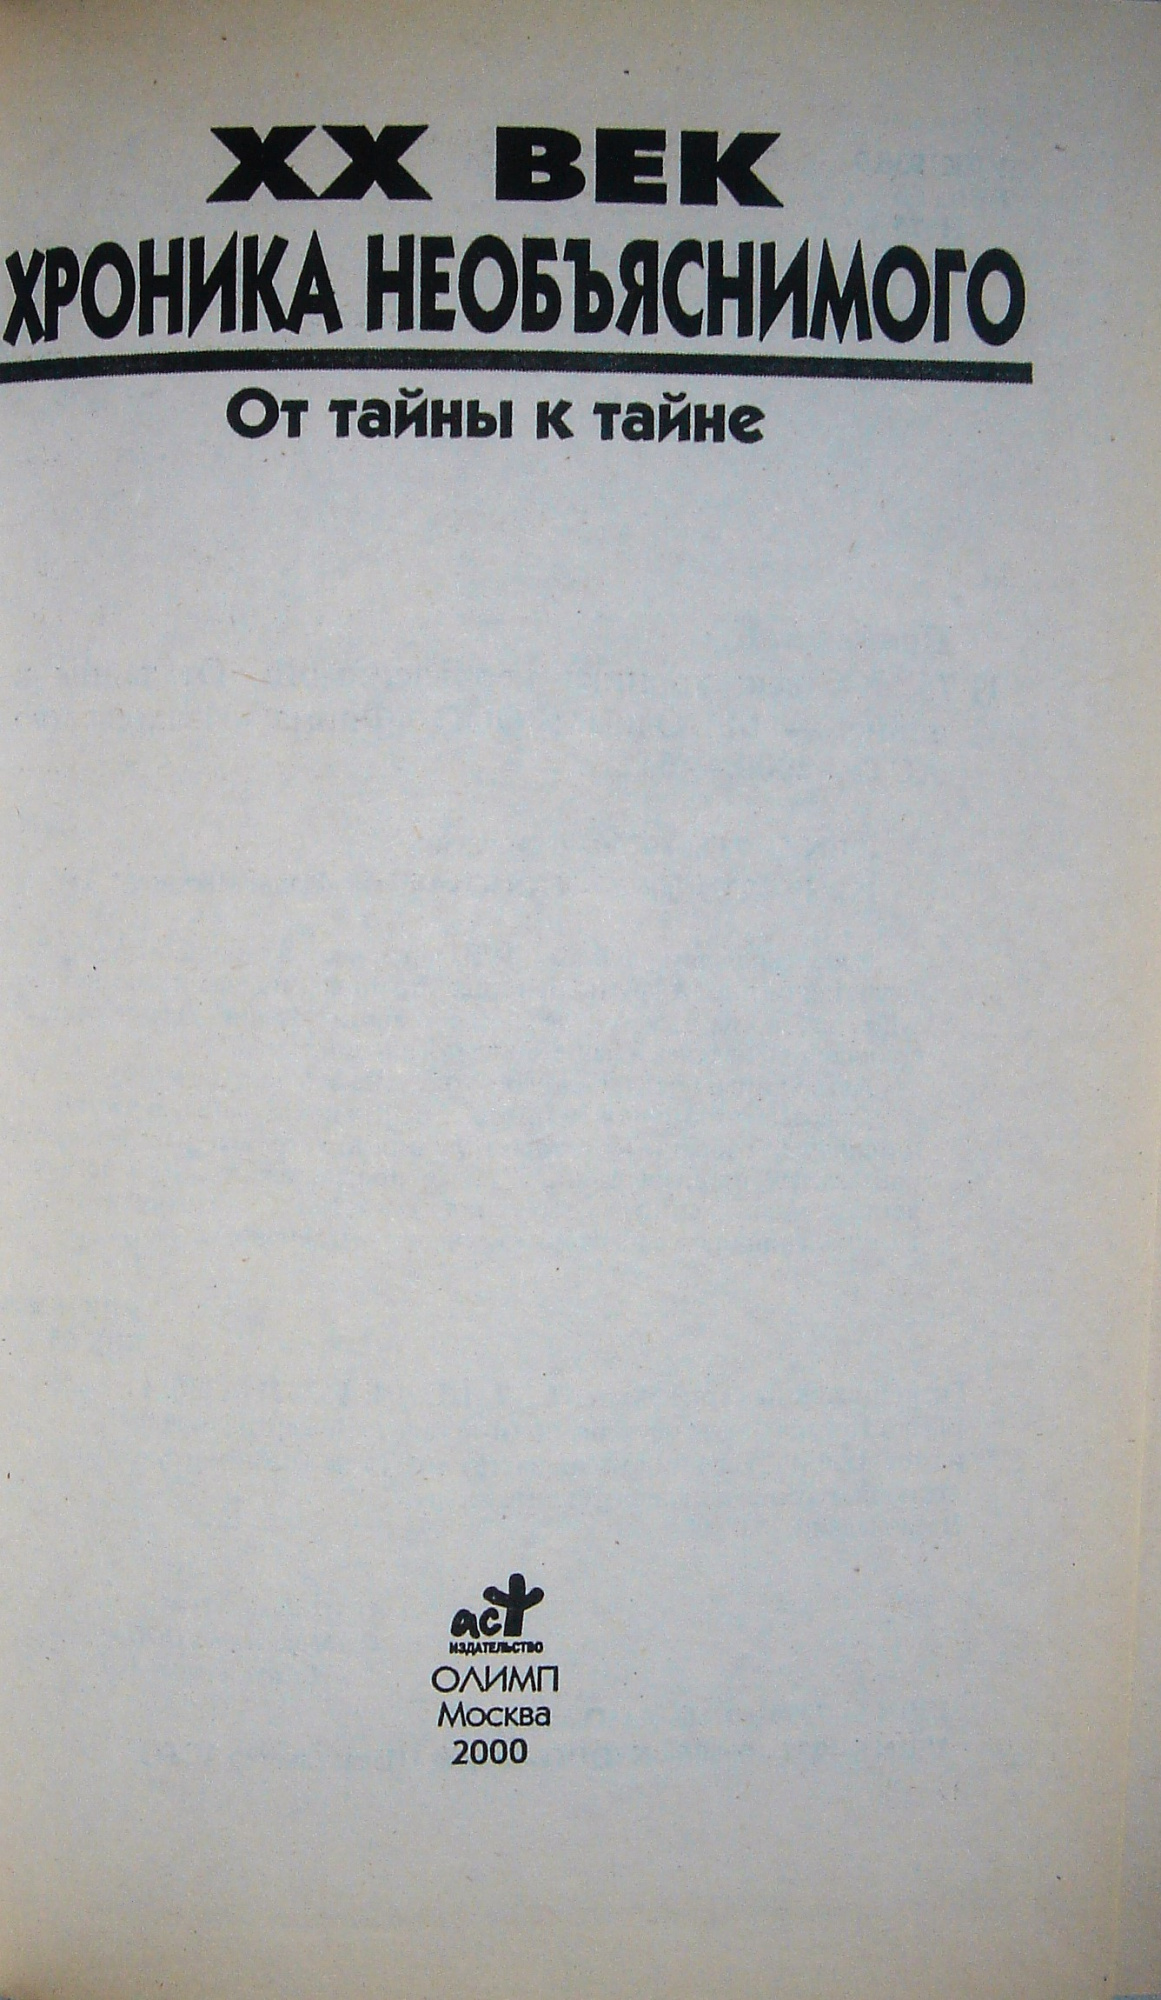 XX ВЕК
ХРОНИКА НЕОБЪЯСНИМОГО
От тайны к тайне
аст
ИЗДАТЕЛЬСТВО
ОЛИМП
Москва
2000